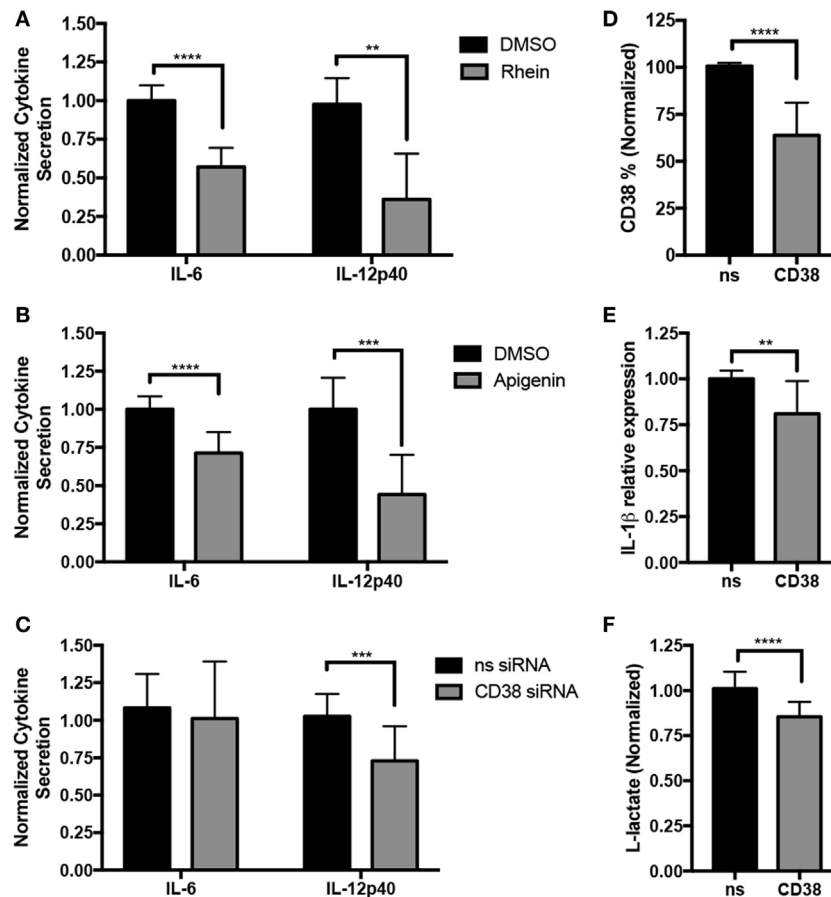 A
Normalized Cytokine
Secretion
1.50
1.25
1.00
0.75
0.50
0.25
0.00
****
**
IL-6
IL-12p40
DMSO
Rhein
B
Normalized Cytokine
Secretion
1.50
1.25
1.00
0.75
0.50
0.25
0.00
****
***
IL-6
IL-12p40
DMSO
Apigenin
C
Normalized Cytokine
Secretion
1.50
1.25
1.00
0.75
0.50
0.25
0.00
***
IL-6
IL-12p40
ns siRNA
CD38 siRNA
D
CD38 % (Normalized)
125
100
75
50
25
0
****
ns
CD38
E
IL-1β relative expression
1.25
1.00
0.75
0.50
0.25
0.00
**
ns
CD38
F
L-lactate (Normalized)
1.25
1.00
0.75
0.50
0.25
0.00
****
ns
CD38